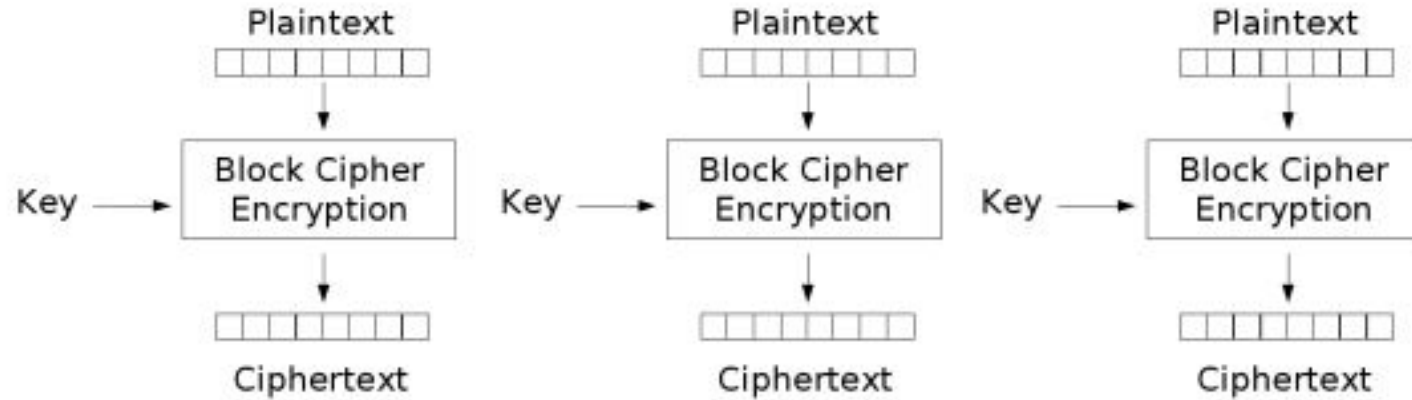 Plaintext
Plaintext
Plaintext
Key
Block Cipher
Encryption
Key
Block Cipher
Encryption
Key
Block Cipher
Encryption
Ciphertext
Ciphertext
Ciphertext